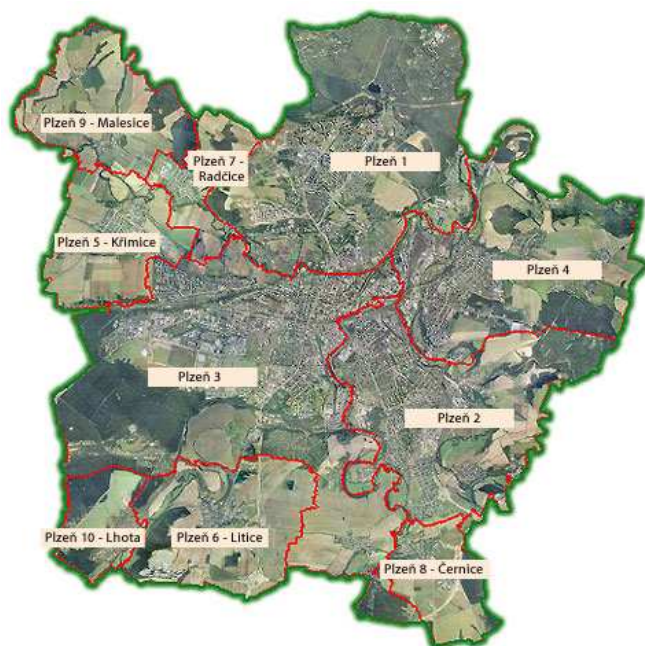 Plzeň 9 - Malesice
Plzeň 7 -
Radčice
Plzeň 1
Plzeň 5 - Křimice
Plzeň 4
Plzeň 3
Plzeň 2
Plzeň 10 - Lhota
Plzeň 6 - Litice
Plzeň 8 - Černice